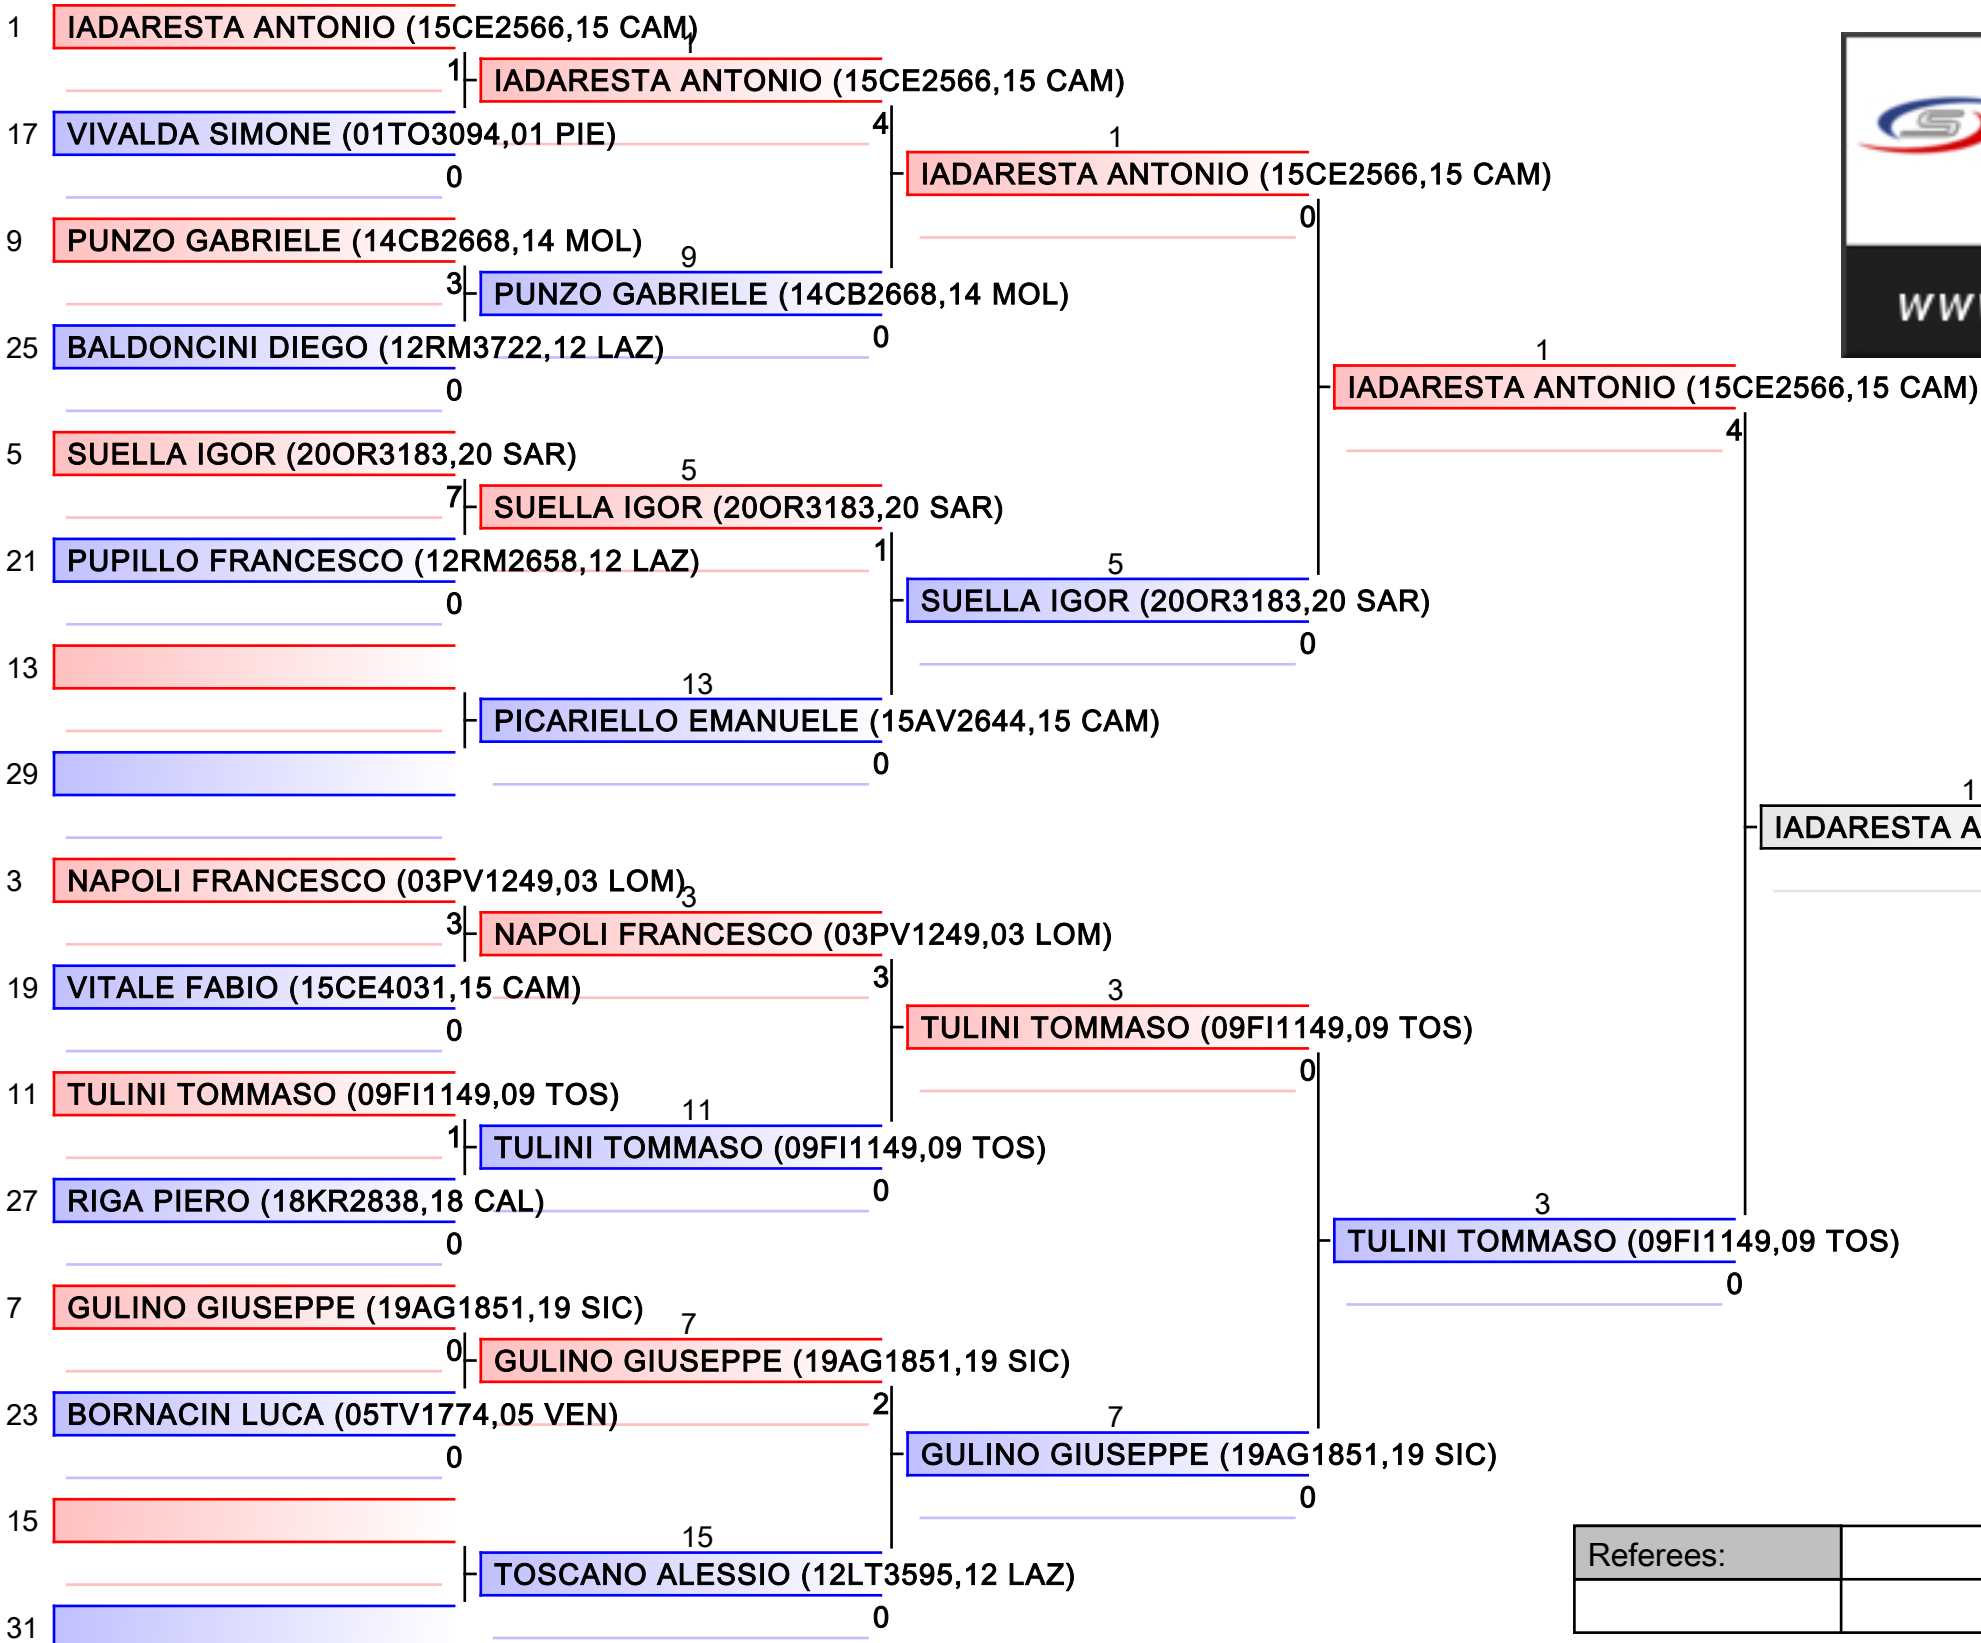 1 IADARESTA ANTONIO (15CE2566,15 CAM)
1
1 IADARESTA ANTONIO (15CE2566,15 CAM)
17 VIVALDA SIMONE (01TO3094,01 PIE)
4
1
0
IADARESTA ANTONIO (15CE2566,15 CAM)
0
9 PUNZO GABRIELE (14CB2668,14 MOL)
9
3 PUNZO GABRIELE (14CB2668,14 MOL)
0
25 BALDONCINI DIEGO (12RM3722,12 LAZ)
0
1
IADARESTA ANTONIO (15CE2566,15 CAM)
4
5 SUELLA IGOR (20OR3183,20 SAR)
5
7 SUELLA IGOR (20OR3183,20 SAR)
21 PUPILLO FRANCESCO (12RM2658,12 LAZ)
1
5
0
SUELLA IGOR (20OR3183,20 SAR)
0
13
13
PICARIELLO EMANUELE (15AV2644,15 CAM)
0
29
1
IADARESTA A
3 NAPOLI FRANCESCO (03PV1249,03 LOM)
3
3 NAPOLI FRANCESCO (03PV1249,03 LOM)
19 VITALE FABIO (15CE4031,15 CAM)
3
3
0
TULINI TOMMASO (09FI1149,09 TOS)
0
11 TULINI TOMMASO (09FI1149,09 TOS)
11
1 TULINI TOMMASO (09FI1149,09 TOS)
0
27 RIGA PIERO (18KR2838,18 CAL)
0
3
TULINI TOMMASO (09FI1149,09 TOS)
0
7 GULINO GIUSEPPE (19AG1851,19 SIC)
7
0 GULINO GIUSEPPE (19AG1851,19 SIC)
23 BORNACIN LUCA (05TV1774,05 VEN)
2
7
0
GULINO GIUSEPPE (19AG1851,19 SIC)
0
15
15
TOSCANO ALESSIO (12LT3595,12 LAZ)
0
31
Referees: